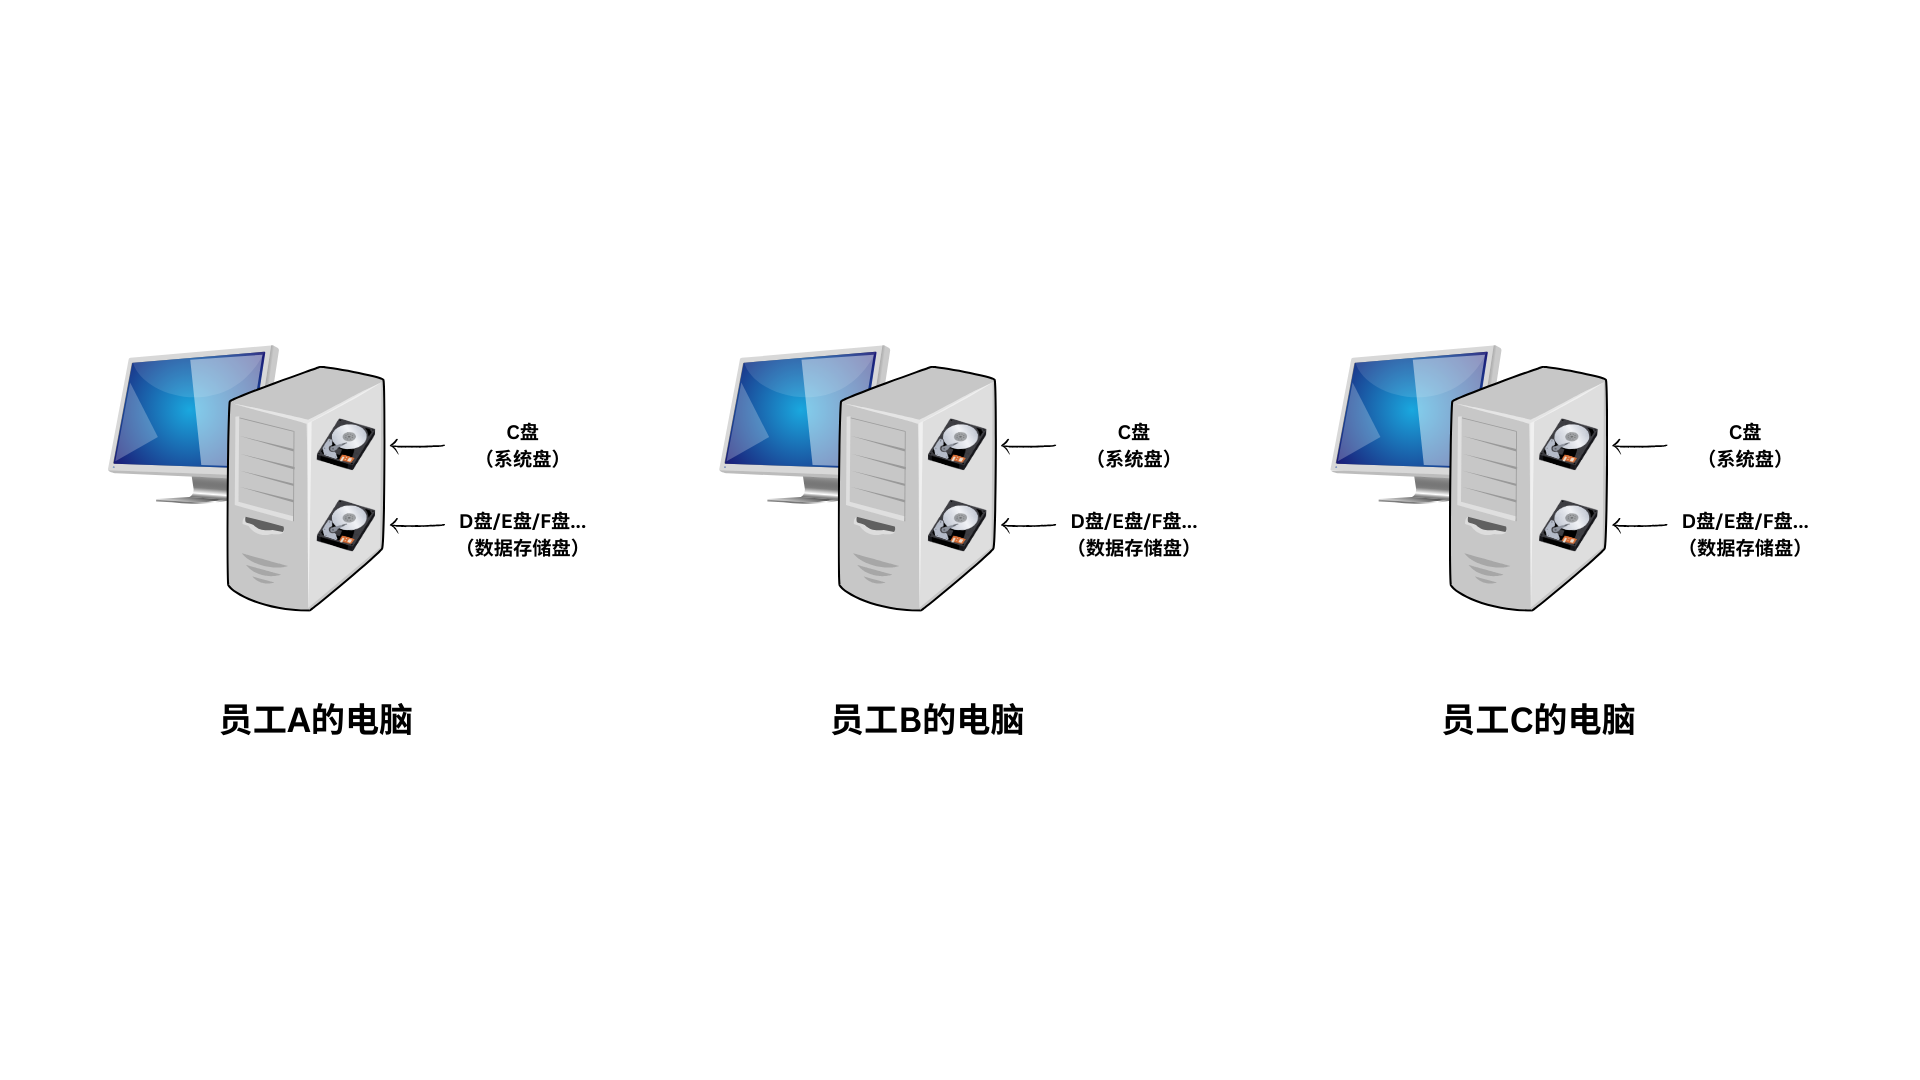 C盘
（系统盘）
D盘/E盘/F盘...
（数据存储盘）
员工A的电脑
C盘
（系统盘）
D盘/E盘/F盘...
（数据存储盘）
员工B的电脑
C盘
（系统盘）
D盘/E盘/F盘...
（数据存储盘）
员工C的电脑